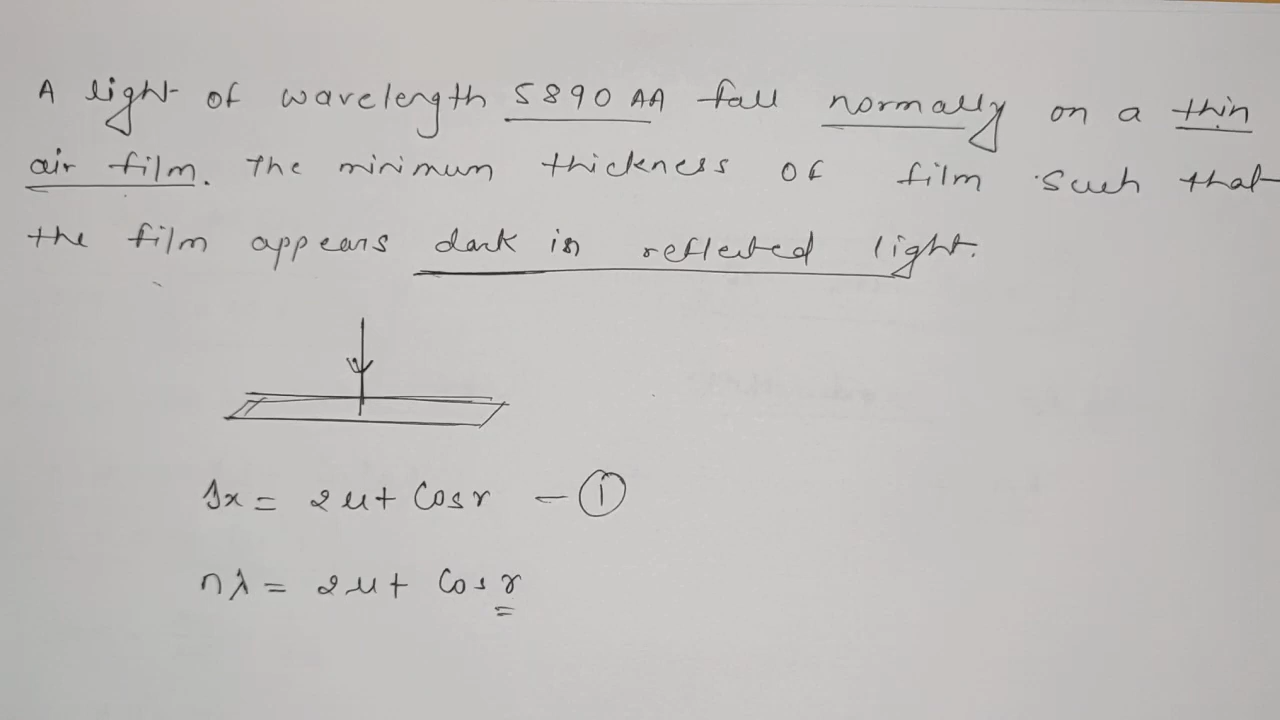 A light of wavelength 5890 AA fall normally on a thin
air film. The minimum thickness of film such that
the film appears dark in reflected light.
Δx = 2μt Cos r — ①
nλ = 2μt Cos r